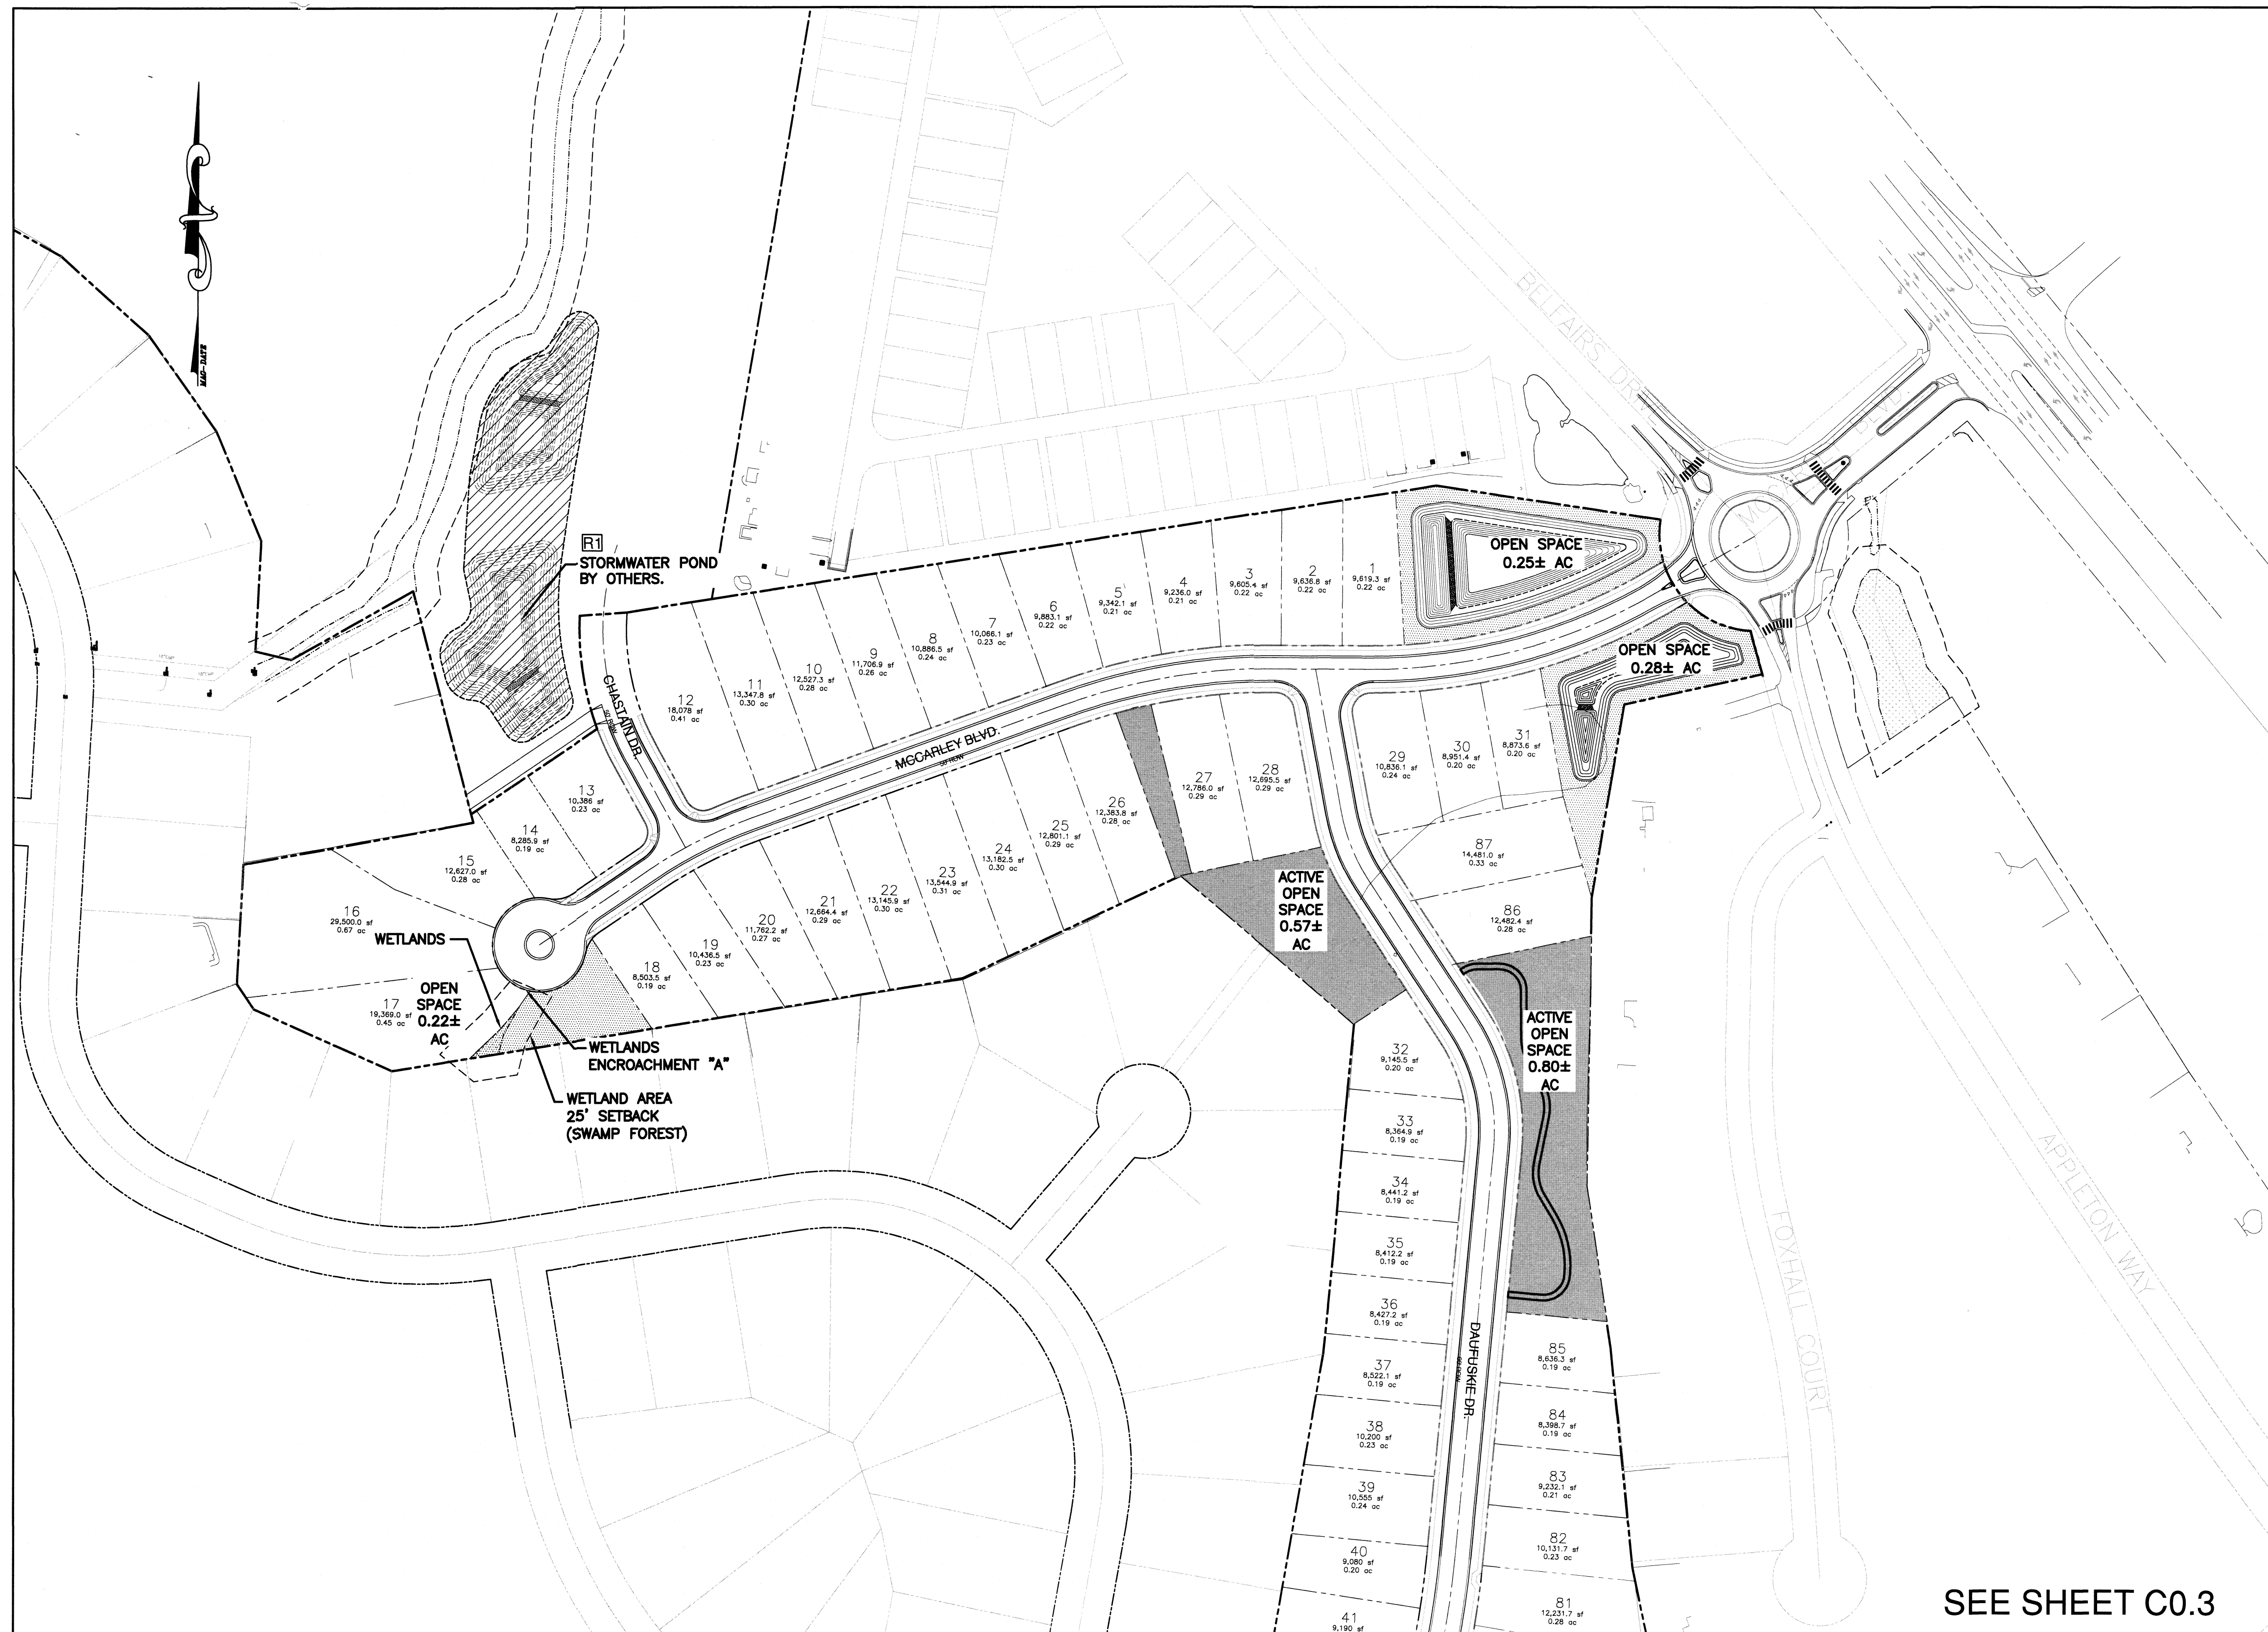 MAG-DATE
BELFAIRS DRIVE
MCCARLEY BLVD.
R1
STORMWATER POND
BY OTHERS.
OPEN SPACE
0.25± AC
OPEN SPACE
0.28± AC
1
9,619.3 sf
0.22 ac
2
9,636.8 sf
0.22 ac
3
9,605.4 sf
0.22 ac
4
9,236.0 sf
0.21 ac
5
9,342.1 sf
0.21 ac
6
9,883.1 sf
0.22 ac
7
10,066.1 sf
0.23 ac
8
10,886.5 sf
0.24 ac
9
11,706.9 sf
0.26 ac
10
12,527.3 sf
0.28 ac
11
13,347.8 sf
0.30 ac
12
18,078 sf
0.41 ac
CHASTAIN DR.
50' ROW
MCCARLEY BLVD.
50' ROW
13
10,386 sf
0.23 ac
14
8,285.9 sf
0.19 ac
15
12,627.0 sf
0.28 ac
16
29,500.0 sf
0.67 ac
WETLANDS
17
19,369.0 sf
0.45 ac
OPEN
SPACE
0.22±
AC
WETLANDS
ENCROACHMENT "A"
WETLAND AREA
25' SETBACK
(SWAMP FOREST)
18
8,503.5 sf
0.19 ac
19
10,436.5 sf
0.23 ac
20
11,762.2 sf
0.27 ac
21
12,664.4 sf
0.29 ac
22
13,145.9 sf
0.30 ac
23
13,544.9 sf
0.31 ac
24
13,182.5 sf
0.30 ac
25
12,801.1 sf
0.29 ac
26
12,383.8 sf
0.28 ac
27
12,786.0 sf
0.29 ac
28
12,695.5 sf
0.29 ac
29
10,836.1 sf
0.24 ac
30
8,951.4 sf
0.20 ac
31
8,873.6 sf
0.20 ac
87
14,481.0 sf
0.33 ac
86
12,482.4 sf
0.28 ac
ACTIVE
OPEN
SPACE
0.57±
AC
ACTIVE
OPEN
SPACE
0.80±
AC
32
9,145.5 sf
0.20 ac
33
8,364.9 sf
0.19 ac
34
8,441.2 sf
0.19 ac
35
8,412.2 sf
0.19 ac
36
8,427.2 sf
0.19 ac
37
8,522.1 sf
0.19 ac
38
10,200 sf
0.23 ac
39
10,555 sf
0.24 ac
40
9,080 sf
0.20 ac
41
9,190 sf
DAUFUSKIE DR.
50' ROW
85
8,636.3 sf
0.19 ac
84
8,398.7 sf
0.19 ac
83
9,232.1 sf
0.21 ac
82
10,131.7 sf
0.23 ac
81
12,231.7 sf
0.28 ac
FOXHALL COURT
APPLETON WAY
SEE SHEET C0.3